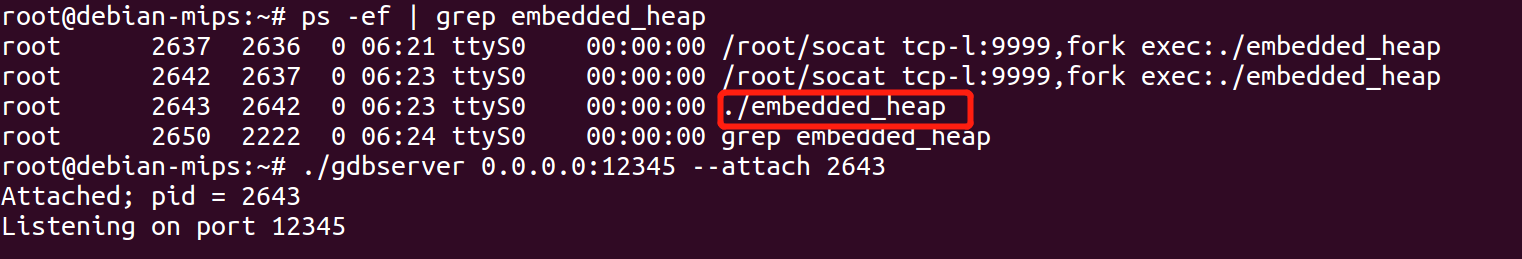 root@debian-mips:~# ps -ef | grep embedded_heap
root      2637  2636  0 06:21 ttyS0    00:00:00 /root/socat tcp-l:9999,fork exec:./embedded_heap
root      2642  2637  0 06:23 ttyS0    00:00:00 /root/socat tcp-l:9999,fork exec:./embedded_heap
root      2643  2642  0 06:23 ttyS0    00:00:00 ./embedded_heap
root      2650  2222  0 06:24 ttyS0    00:00:00 grep embedded_heap
root@debian-mips:~# ./gdbserver 0.0.0.0:12345 --attach 2643
Attached; pid = 2643
Listening on port 12345